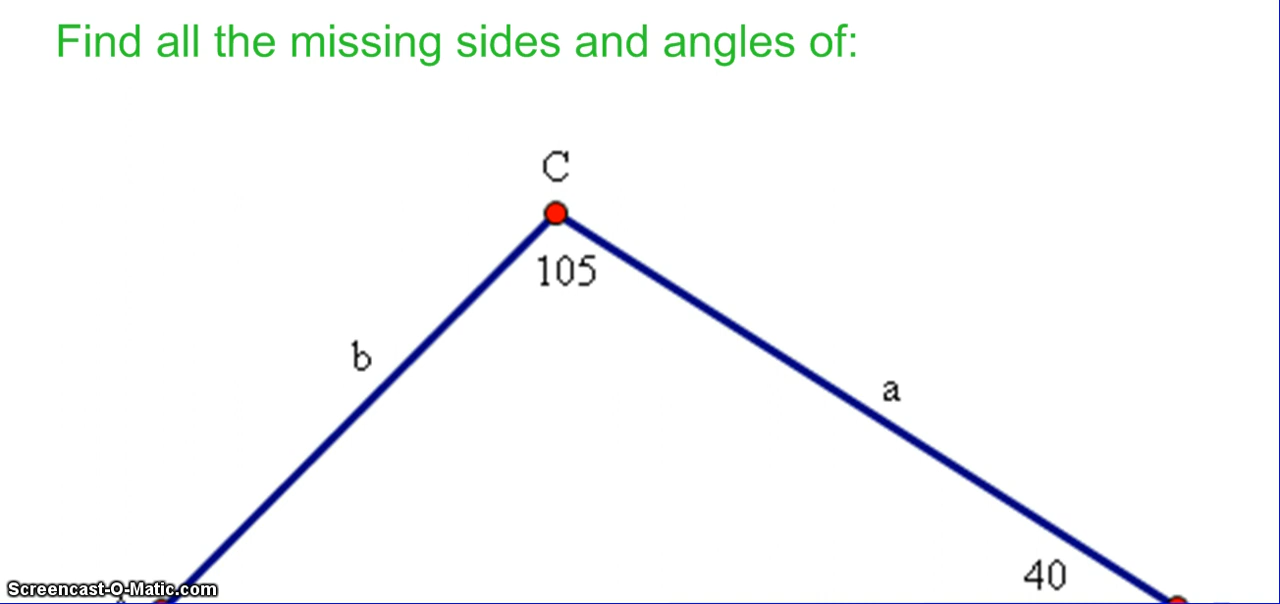 Find all the missing sides and angles of:
C
105
b
a
40
Screencast-O-Matic.com